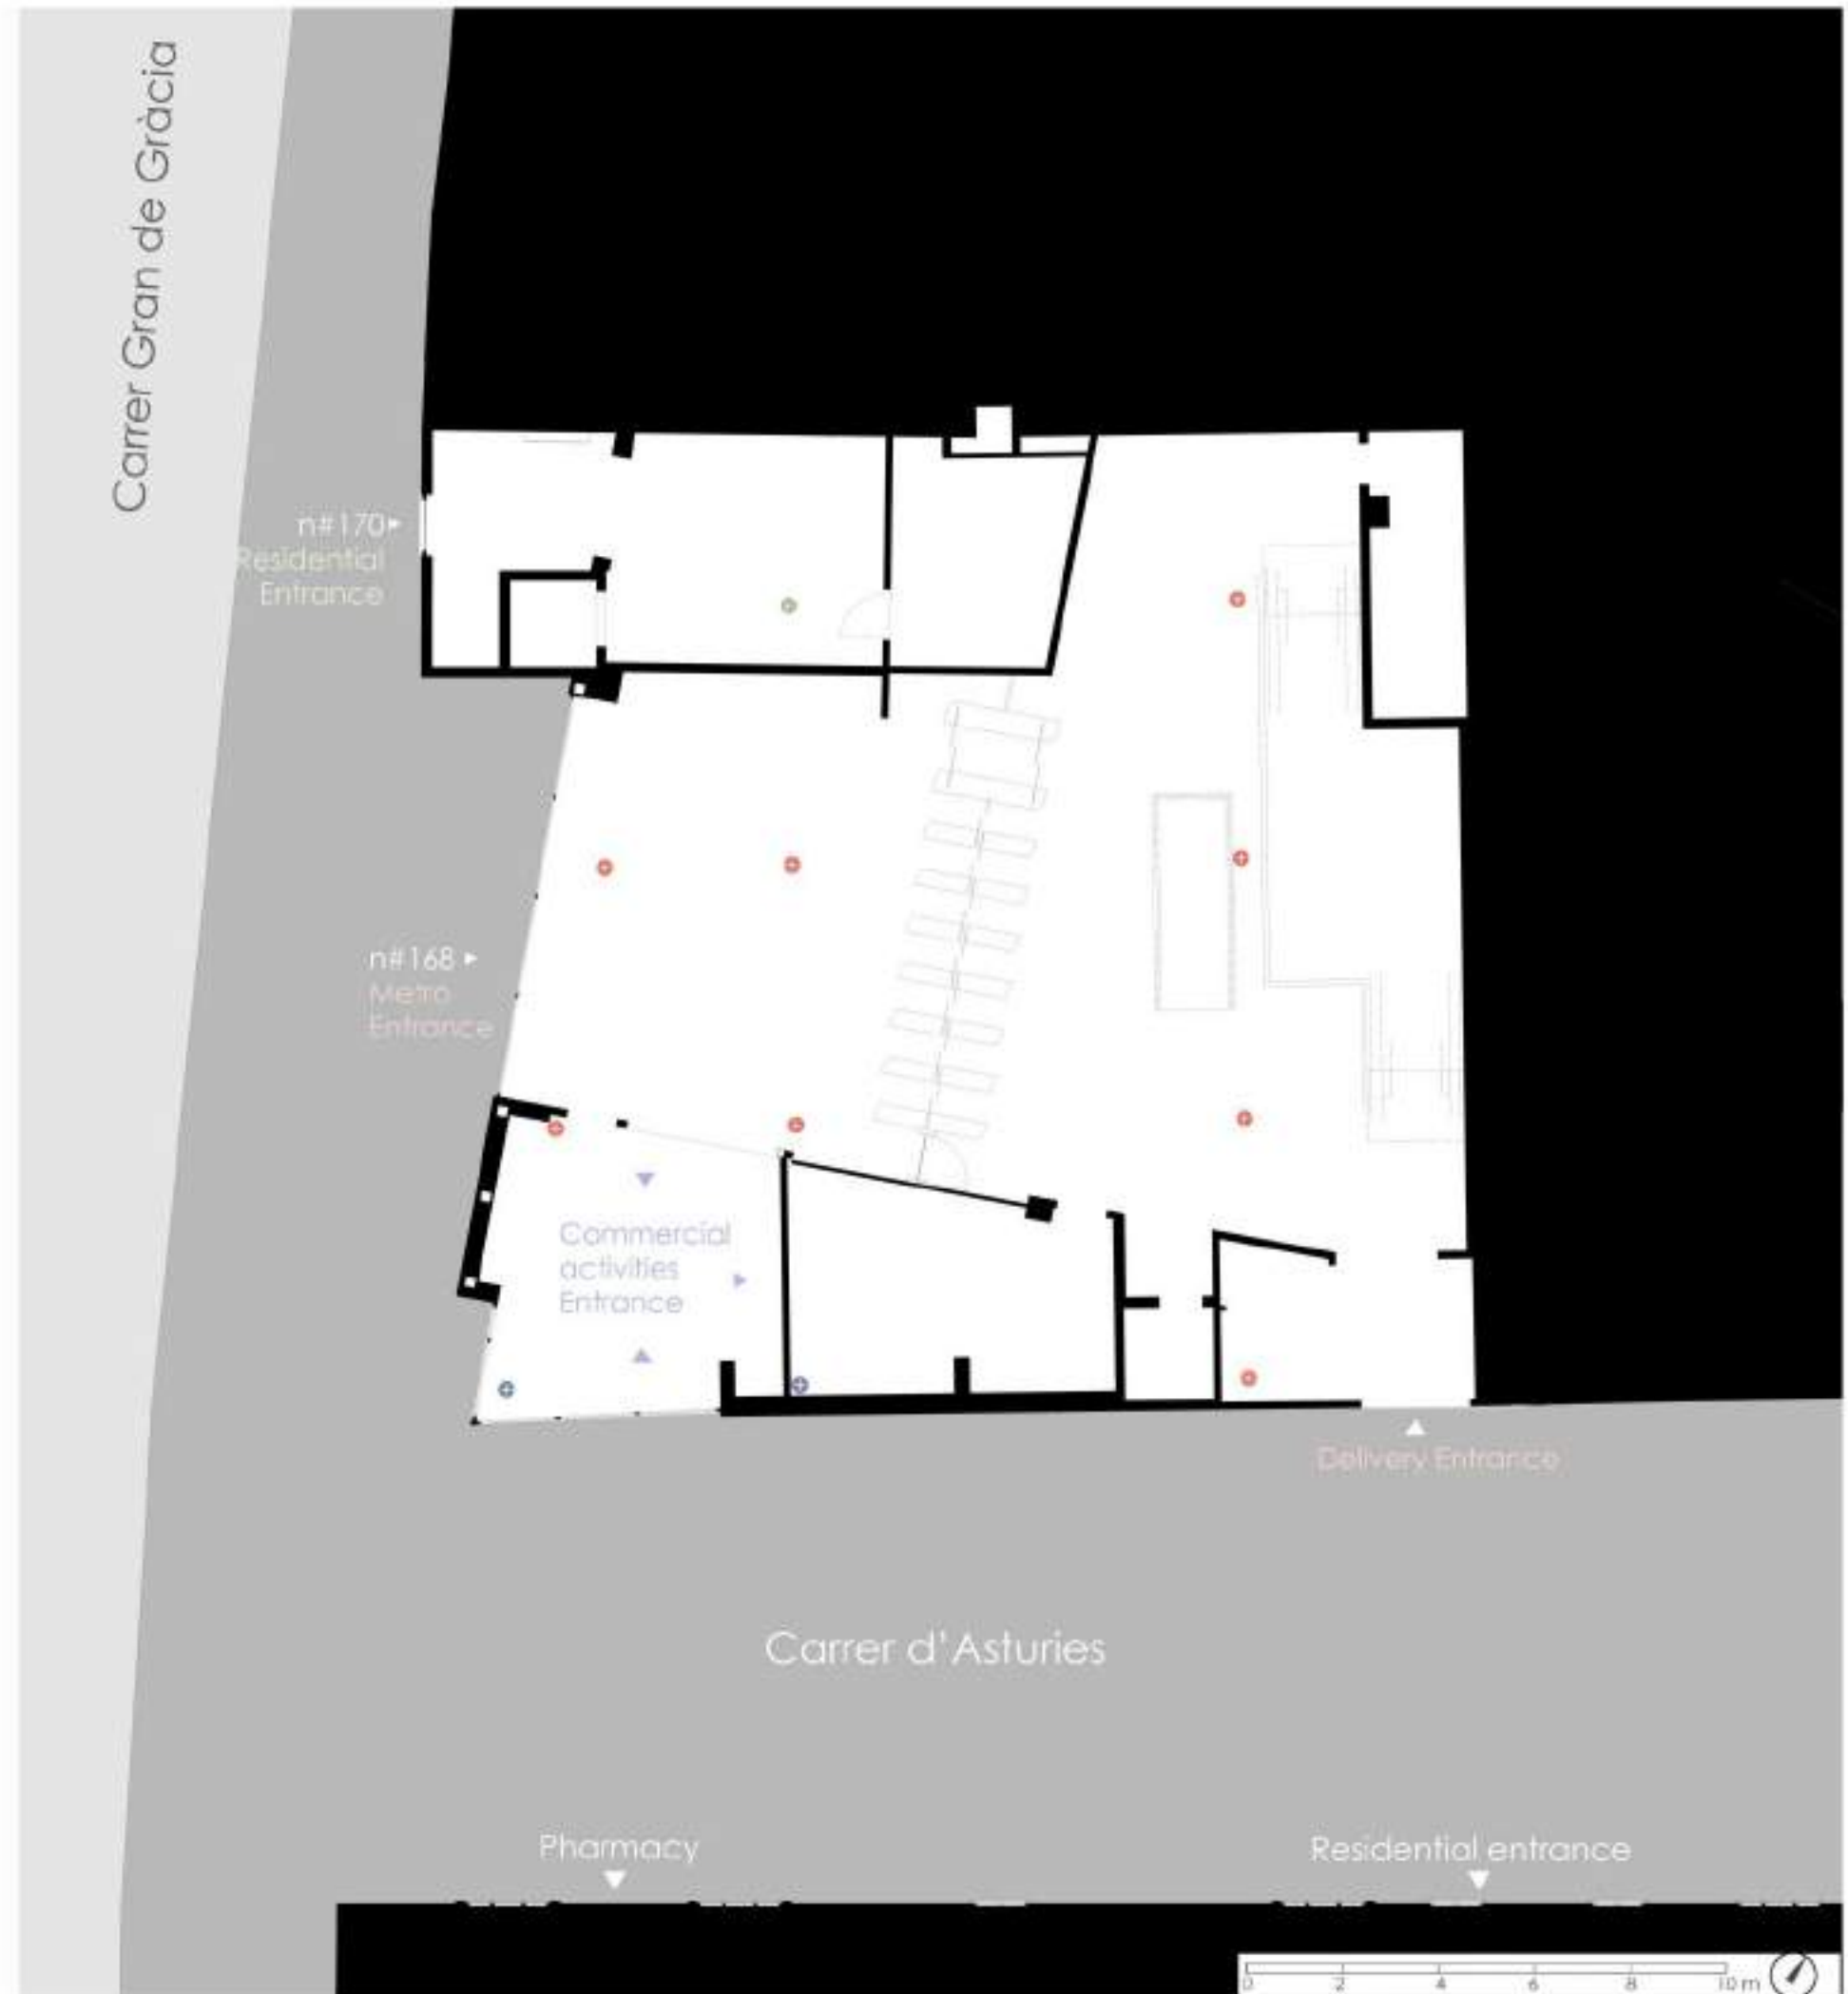 Carrer Gran de Gràcia
n#170
Residential
Entrance
n#168
Metro
Entrance
Commercial
activities
Entrance
Delivery Entrance
Carrer d'Asturies
Pharmacy
Residential entrance
0 2 4 6 8 10 m